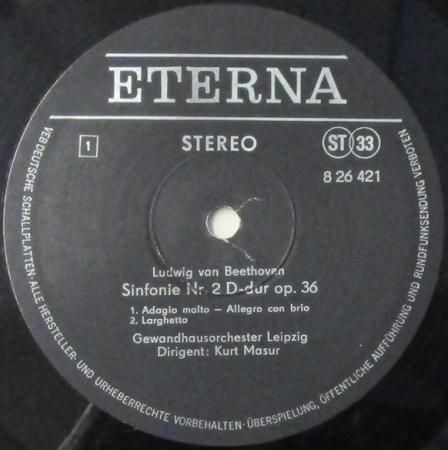 ETERNA
1
STEREO
ST 33
8 26 421
Ludwig van Beethoven
Sinfonie Nr. 2 D-dur op. 36
1. Adagio molto – Allegro con brio
2. Larghetto
Gewandhausorchester Leipzig
Dirigent: Kurt Masur
VEB DEUTSCHE SCHALLPLATTEN · ALLE HERSTELLER- UND URHEBERRECHTE VORBEHALTEN · ÜBERSPIELUNG, ÖFFENTLICHE AUFFÜHRUNG UND RUNDFUNKSENDUNG VERBOTEN